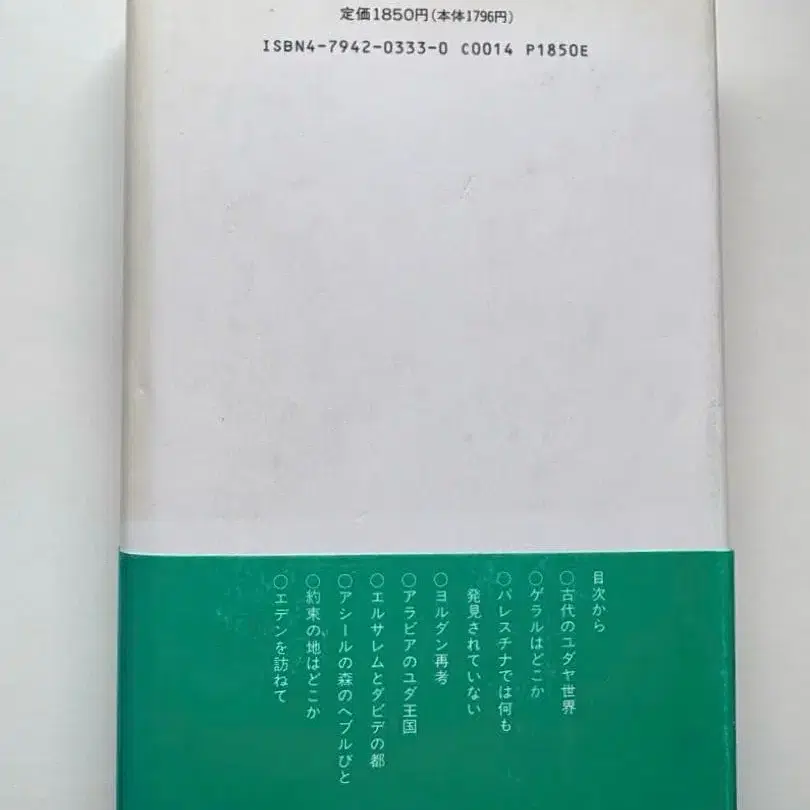 定価1850円(本体1796円)
ISBN4-7942-0333-0 C0014 P1850E
目次から
○古代のユダヤ世界
○ゲラルはどこか
○パレスチナでは何も
発見されていない
○ヨルダン再考
○アラビアのユダ王国
○エルサレムとダビデの都
○アシールの森のヘブルびと
○約束の地はどこか
○エデンを訪ねて